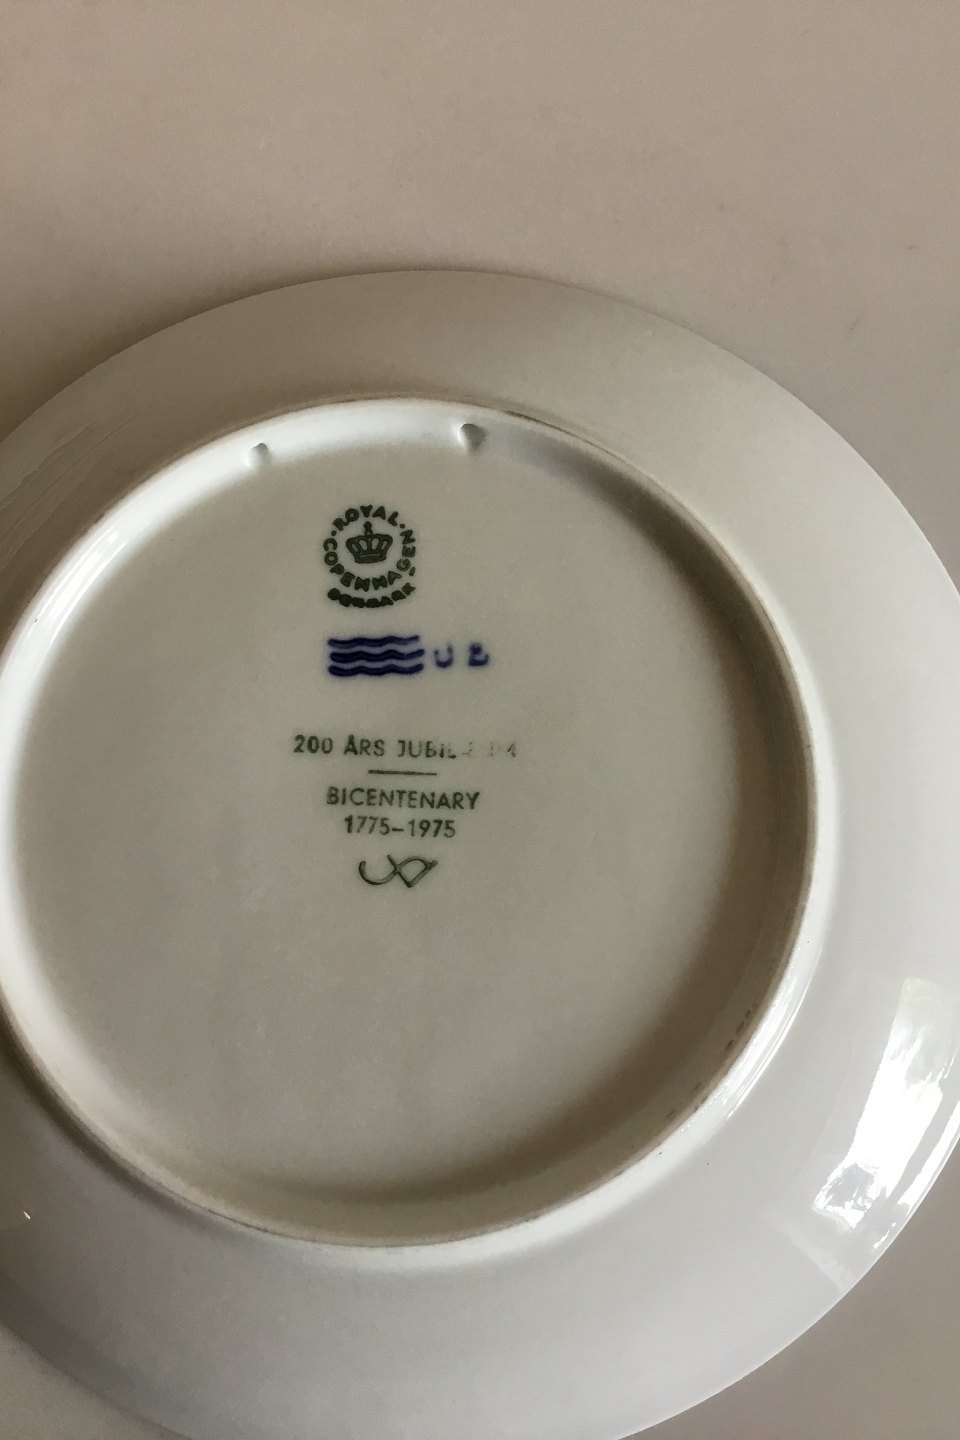 ROYAL
COPENHAGEN
DENMARK
200 ÅRS
BICENTENARY
1775-1975